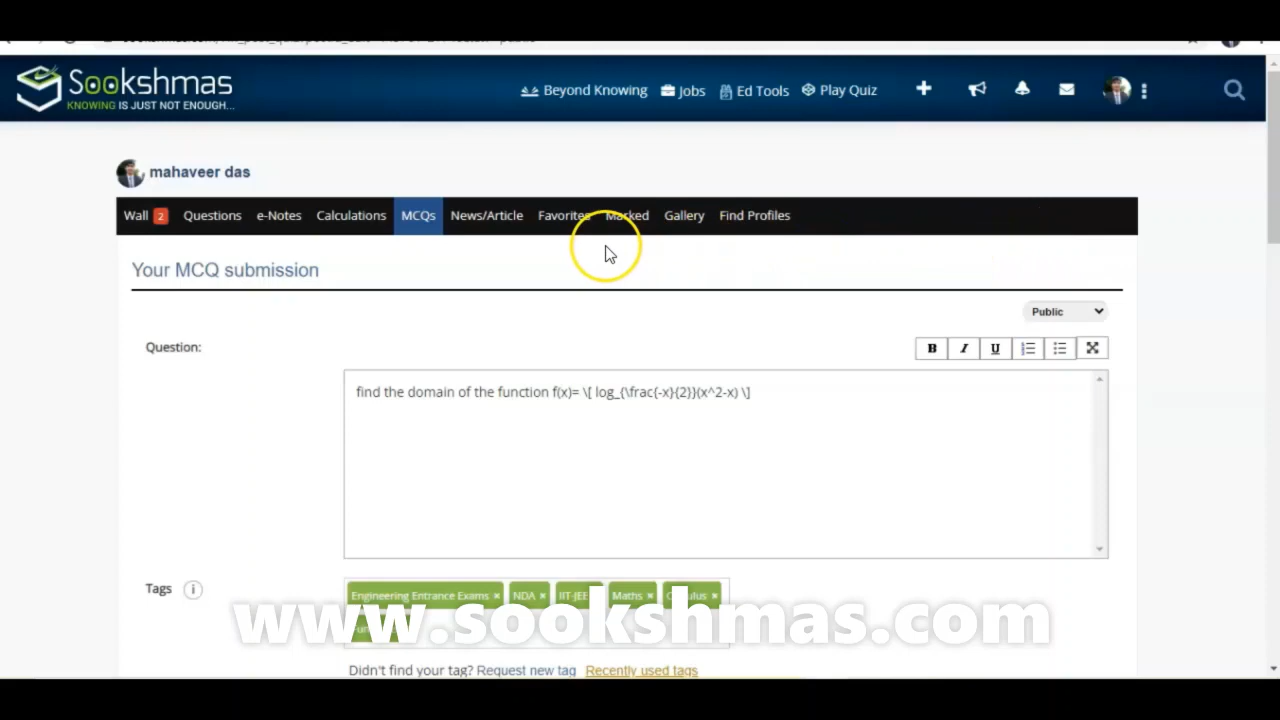 Sookshmas
KNOWING IS JUST NOT ENOUGH...
Beyond Knowing Jobs Ed Tools Play Quiz
mahaveer das
Wall 2 Questions e-Notes Calculations MCQs News/Article Favorites Marked Gallery Find Profiles
Your MCQ submission
Public
Question:
B I U
find the domain of the function f(x)= \[ log_{\frac{-x}{2}}(x^2-x) \]
Tags i
Engineering Entrance Exams × NDA × IIT-JEE Maths × Calculus ×
www.sookshmas.com
Didn't find your tag? Request new tag Recently used tags